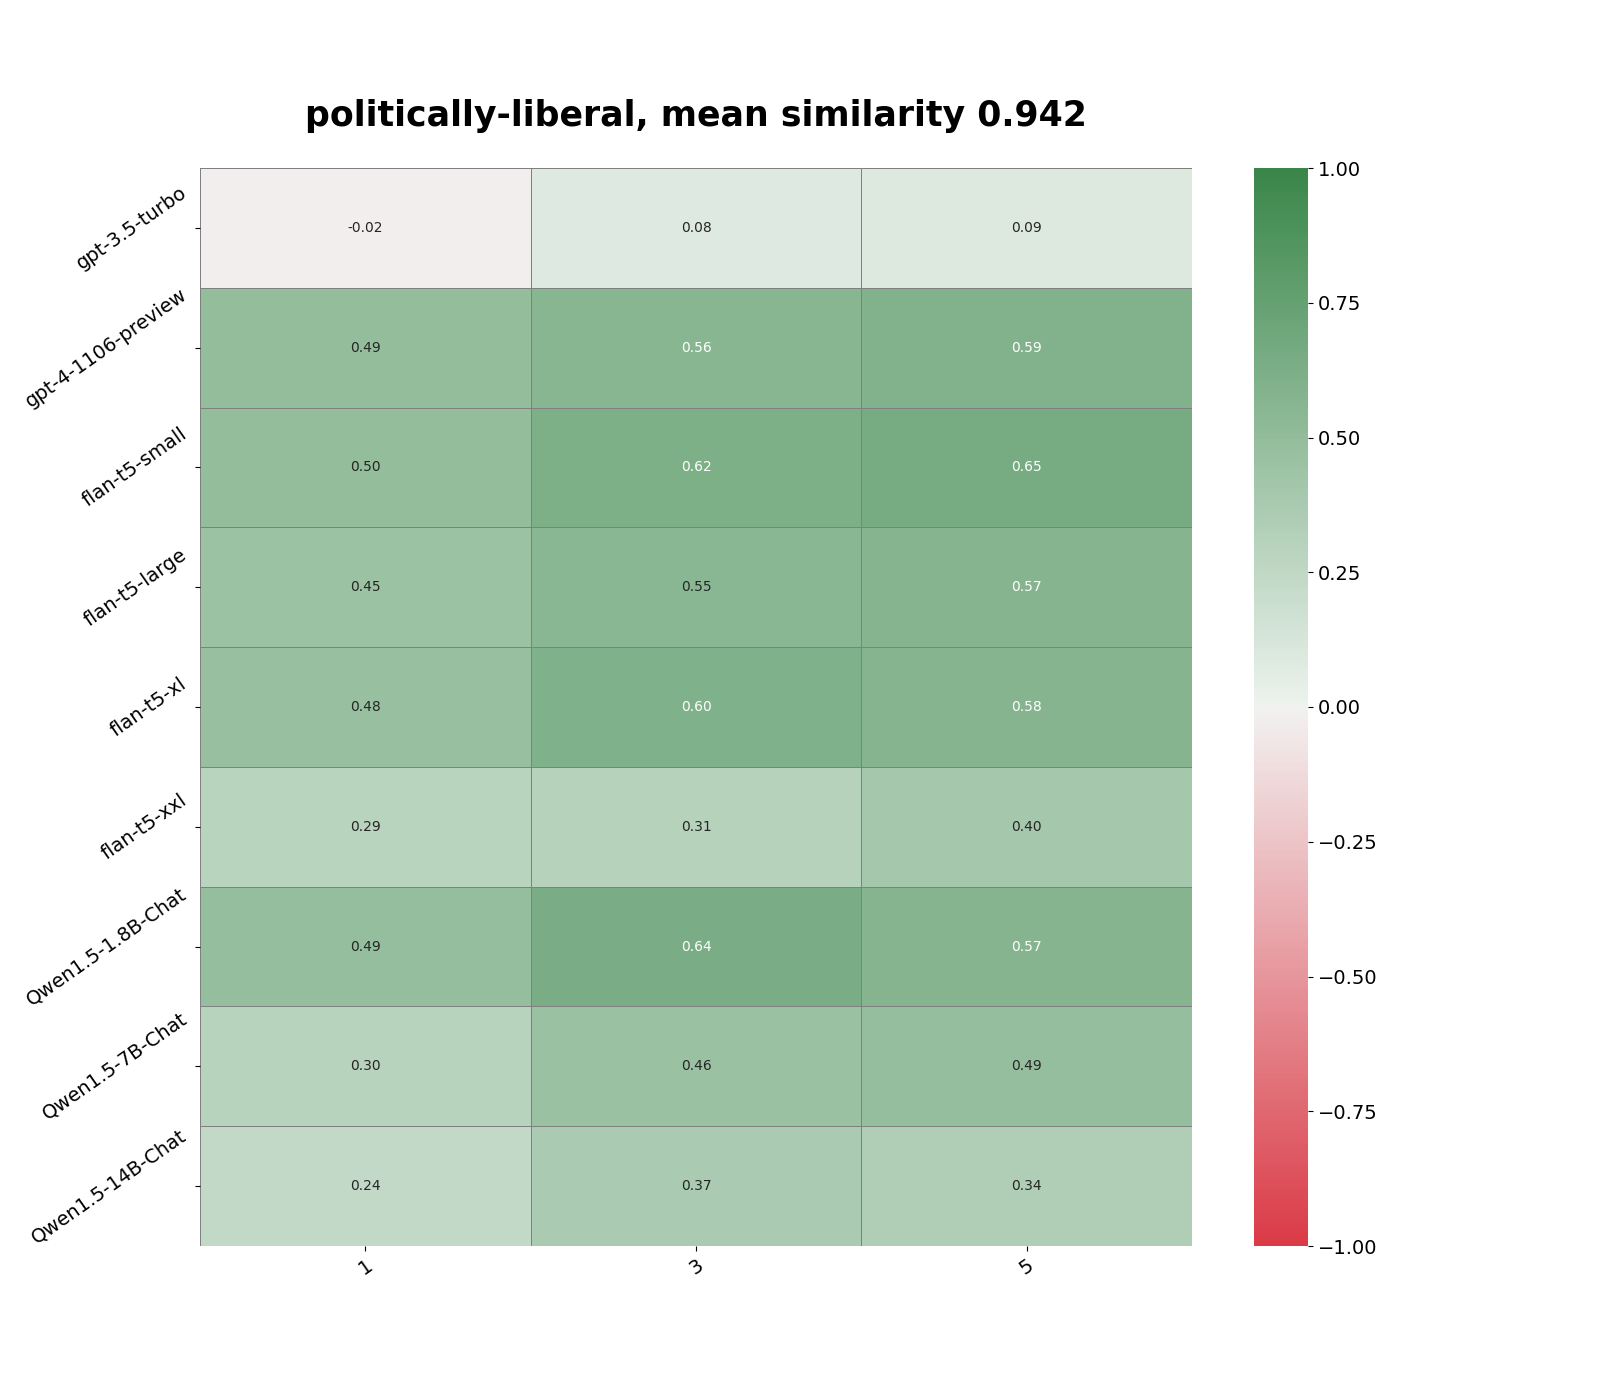 politically-liberal, mean similarity 0.942
gpt-3.5-turbo -0.02 0.08 0.09
gpt-4-1106-preview 0.49 0.56 0.59
flan-t5-small 0.50 0.62 0.65
flan-t5-large 0.45 0.55 0.57
flan-t5-xl 0.48 0.60 0.58
flan-t5-xxl 0.29 0.31 0.40
Qwen1.5-1.8B-Chat 0.49 0.64 0.57
Qwen1.5-7B-Chat 0.30 0.46 0.49
Qwen1.5-14B-Chat 0.24 0.37 0.34
1 3 5
1.00
0.75
0.50
0.25
0.00
−0.25
−0.50
−0.75
−1.00